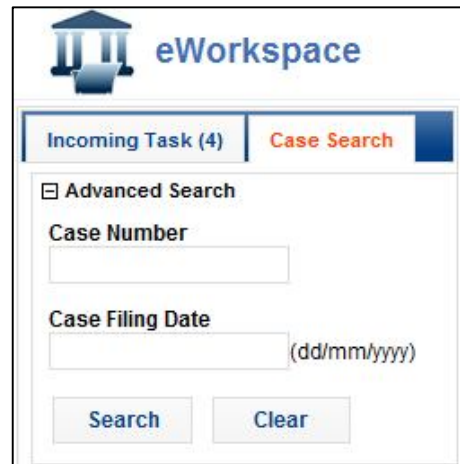 eWorkspace
Incoming Task (4) Case Search
Advanced Search
Case Number
Case Filing Date
(dd/mm/yyyy)
Search Clear